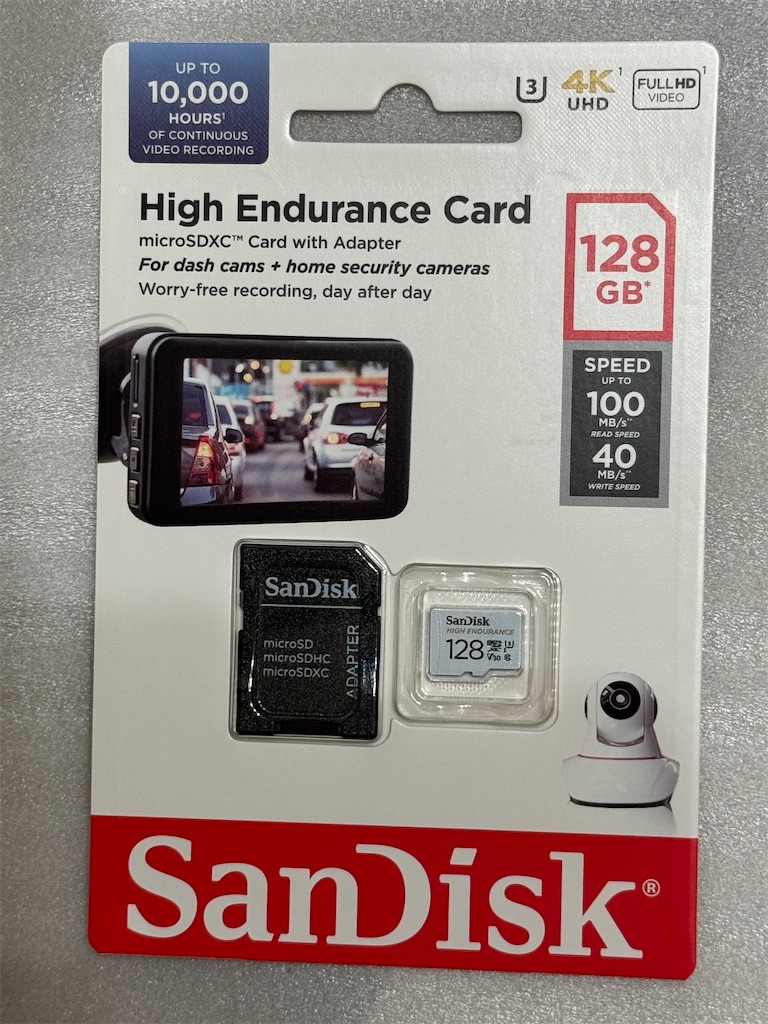 UP TO
10,000
HOURS¹
OF CONTINUOUS
VIDEO RECORDING
3
4K¹
UHD
FULL HD¹
VIDEO
High Endurance Card
microSDXC™ Card with Adapter
For dash cams + home security cameras
Worry-free recording, day after day
128
GB*
SPEED
UP TO
100
MB/s**
READ SPEED
40
MB/s**
WRITE SPEED
SanDisk
microSD
microSDHC
microSDXC
ADAPTER
SanDisk
HIGH ENDURANCE
128
V30
SanDisk®